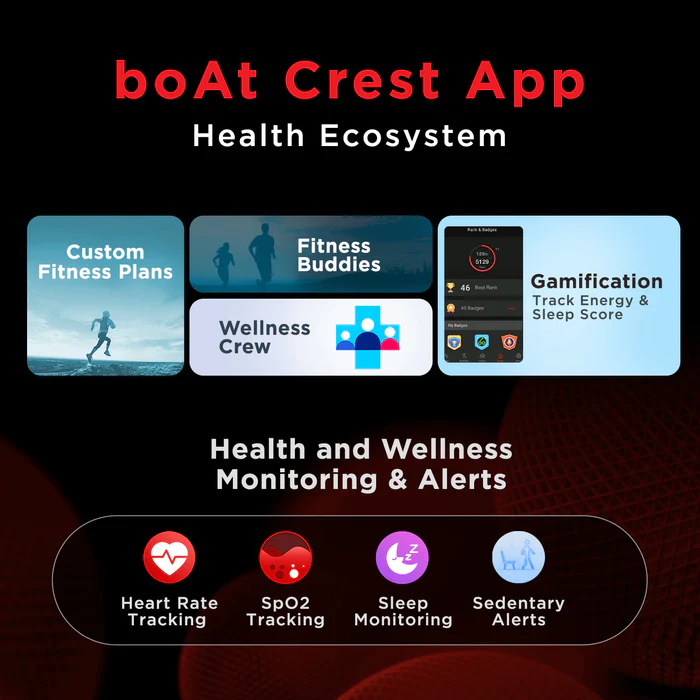 boAt Crest App
Health Ecosystem
Custom
Fitness Plans
Fitness
Buddies
Wellness
Crew
Rank & Badges
5129
46 Best Rank
All Badges
My Badges
Gamification
Track Energy &
Sleep Score
Health and Wellness
Monitoring & Alerts
Heart Rate
Tracking
SpO2
Tracking
Sleep
Monitoring
Sedentary
Alerts